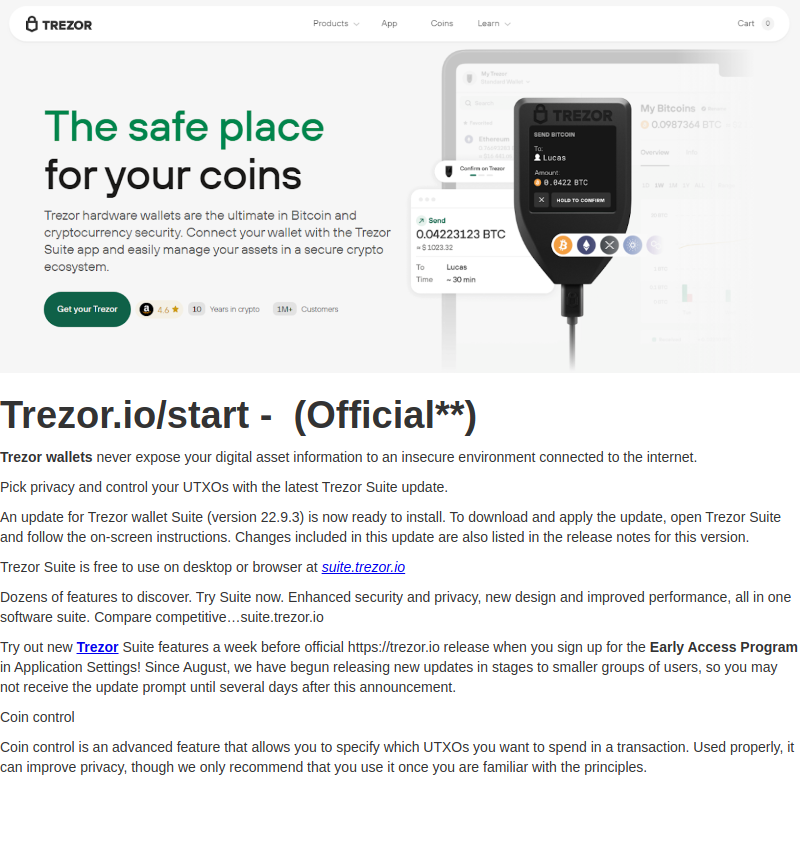 TREZOR
Products
App
Coins
Learn
Cart
0
The safe place
for your coins
Trezor hardware wallets are the ultimate in Bitcoin and
cryptocurrency security. Connect your wallet with the Trezor
Suite app and easily manage your assets in a secure crypto
ecosystem.
Get your Trezor
4.6
10
Years in crypto
1M+
Customers
My Trezor
Search
Ethereum
Confirm on Trezor
Send
0.04223123 BTC
≈ $ 1023.32
To Lucas
Time ~ 30 min
TREZOR
SEND BITCOIN
To:
Lucas
Amount
0.0422 BTC
HOLD TO CONFIRM
My Bitcoins
0.0987364 BTC
Overview
Trezor.io/start - (Official**)
Trezor wallets never expose your digital asset information to an insecure environment connected to the internet.
Pick privacy and control your UTXOs with the latest Trezor Suite update.
An update for Trezor wallet Suite (version 22.9.3) is now ready to install. To download and apply the update, open Trezor Suite
and follow the on-screen instructions. Changes included in this update are also listed in the release notes for this version.
Trezor Suite is free to use on desktop or browser at suite.trezor.io
Dozens of features to discover. Try Suite now. Enhanced security and privacy, new design and improved performance, all in one
software suite. Compare competitive…suite.trezor.io
Try out new Trezor Suite features a week before official https://trezor.io release when you sign up for the Early Access Program
in Application Settings! Since August, we have begun releasing new updates in stages to smaller groups of users, so you may
not receive the update prompt until several days after this announcement.
Coin control
Coin control is an advanced feature that allows you to specify which UTXOs you want to spend in a transaction. Used properly, it
can improve privacy, though we only recommend that you use it once you are familiar with the principles.